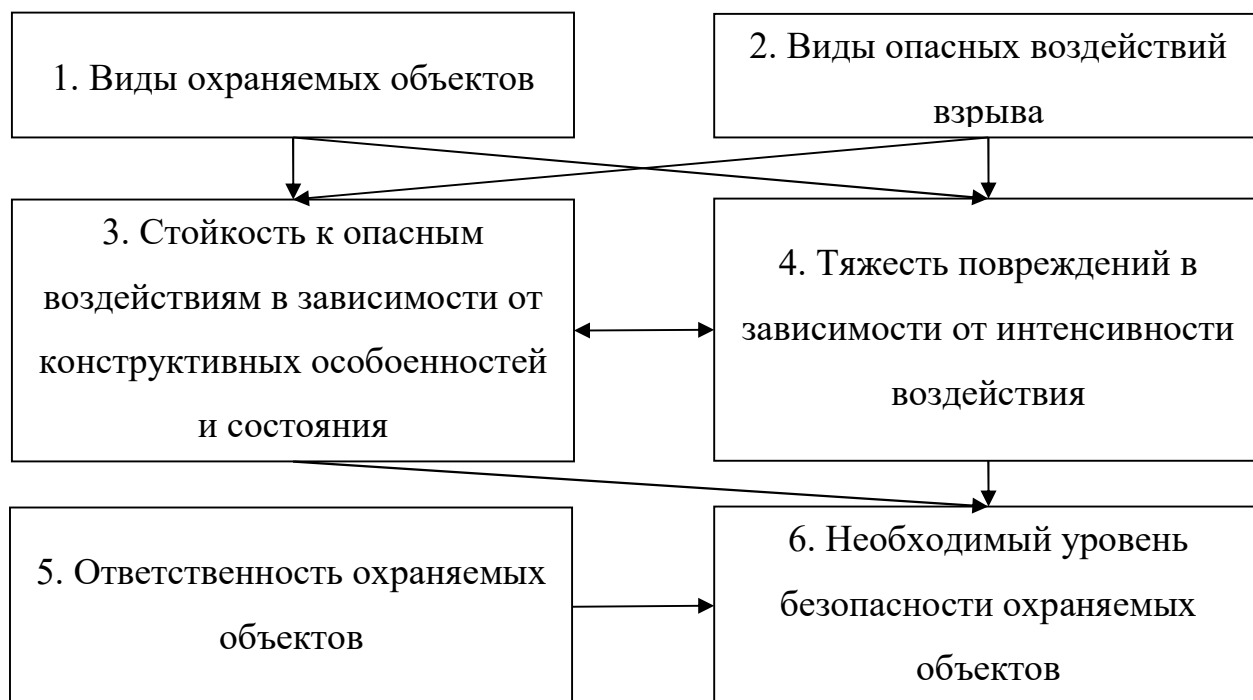 1. Виды охраняемых объектов
2. Виды опасных воздействий
взрыва
3. Стойкость к опасным
воздействиям в зависимости от
конструктивных особоенностей
и состояния
4. Тяжесть повреждений в
зависимости от интенсивности
воздействия
5. Ответственность охраняемых
объектов
6. Необходимый уровень
безопасности охраняемых
объектов